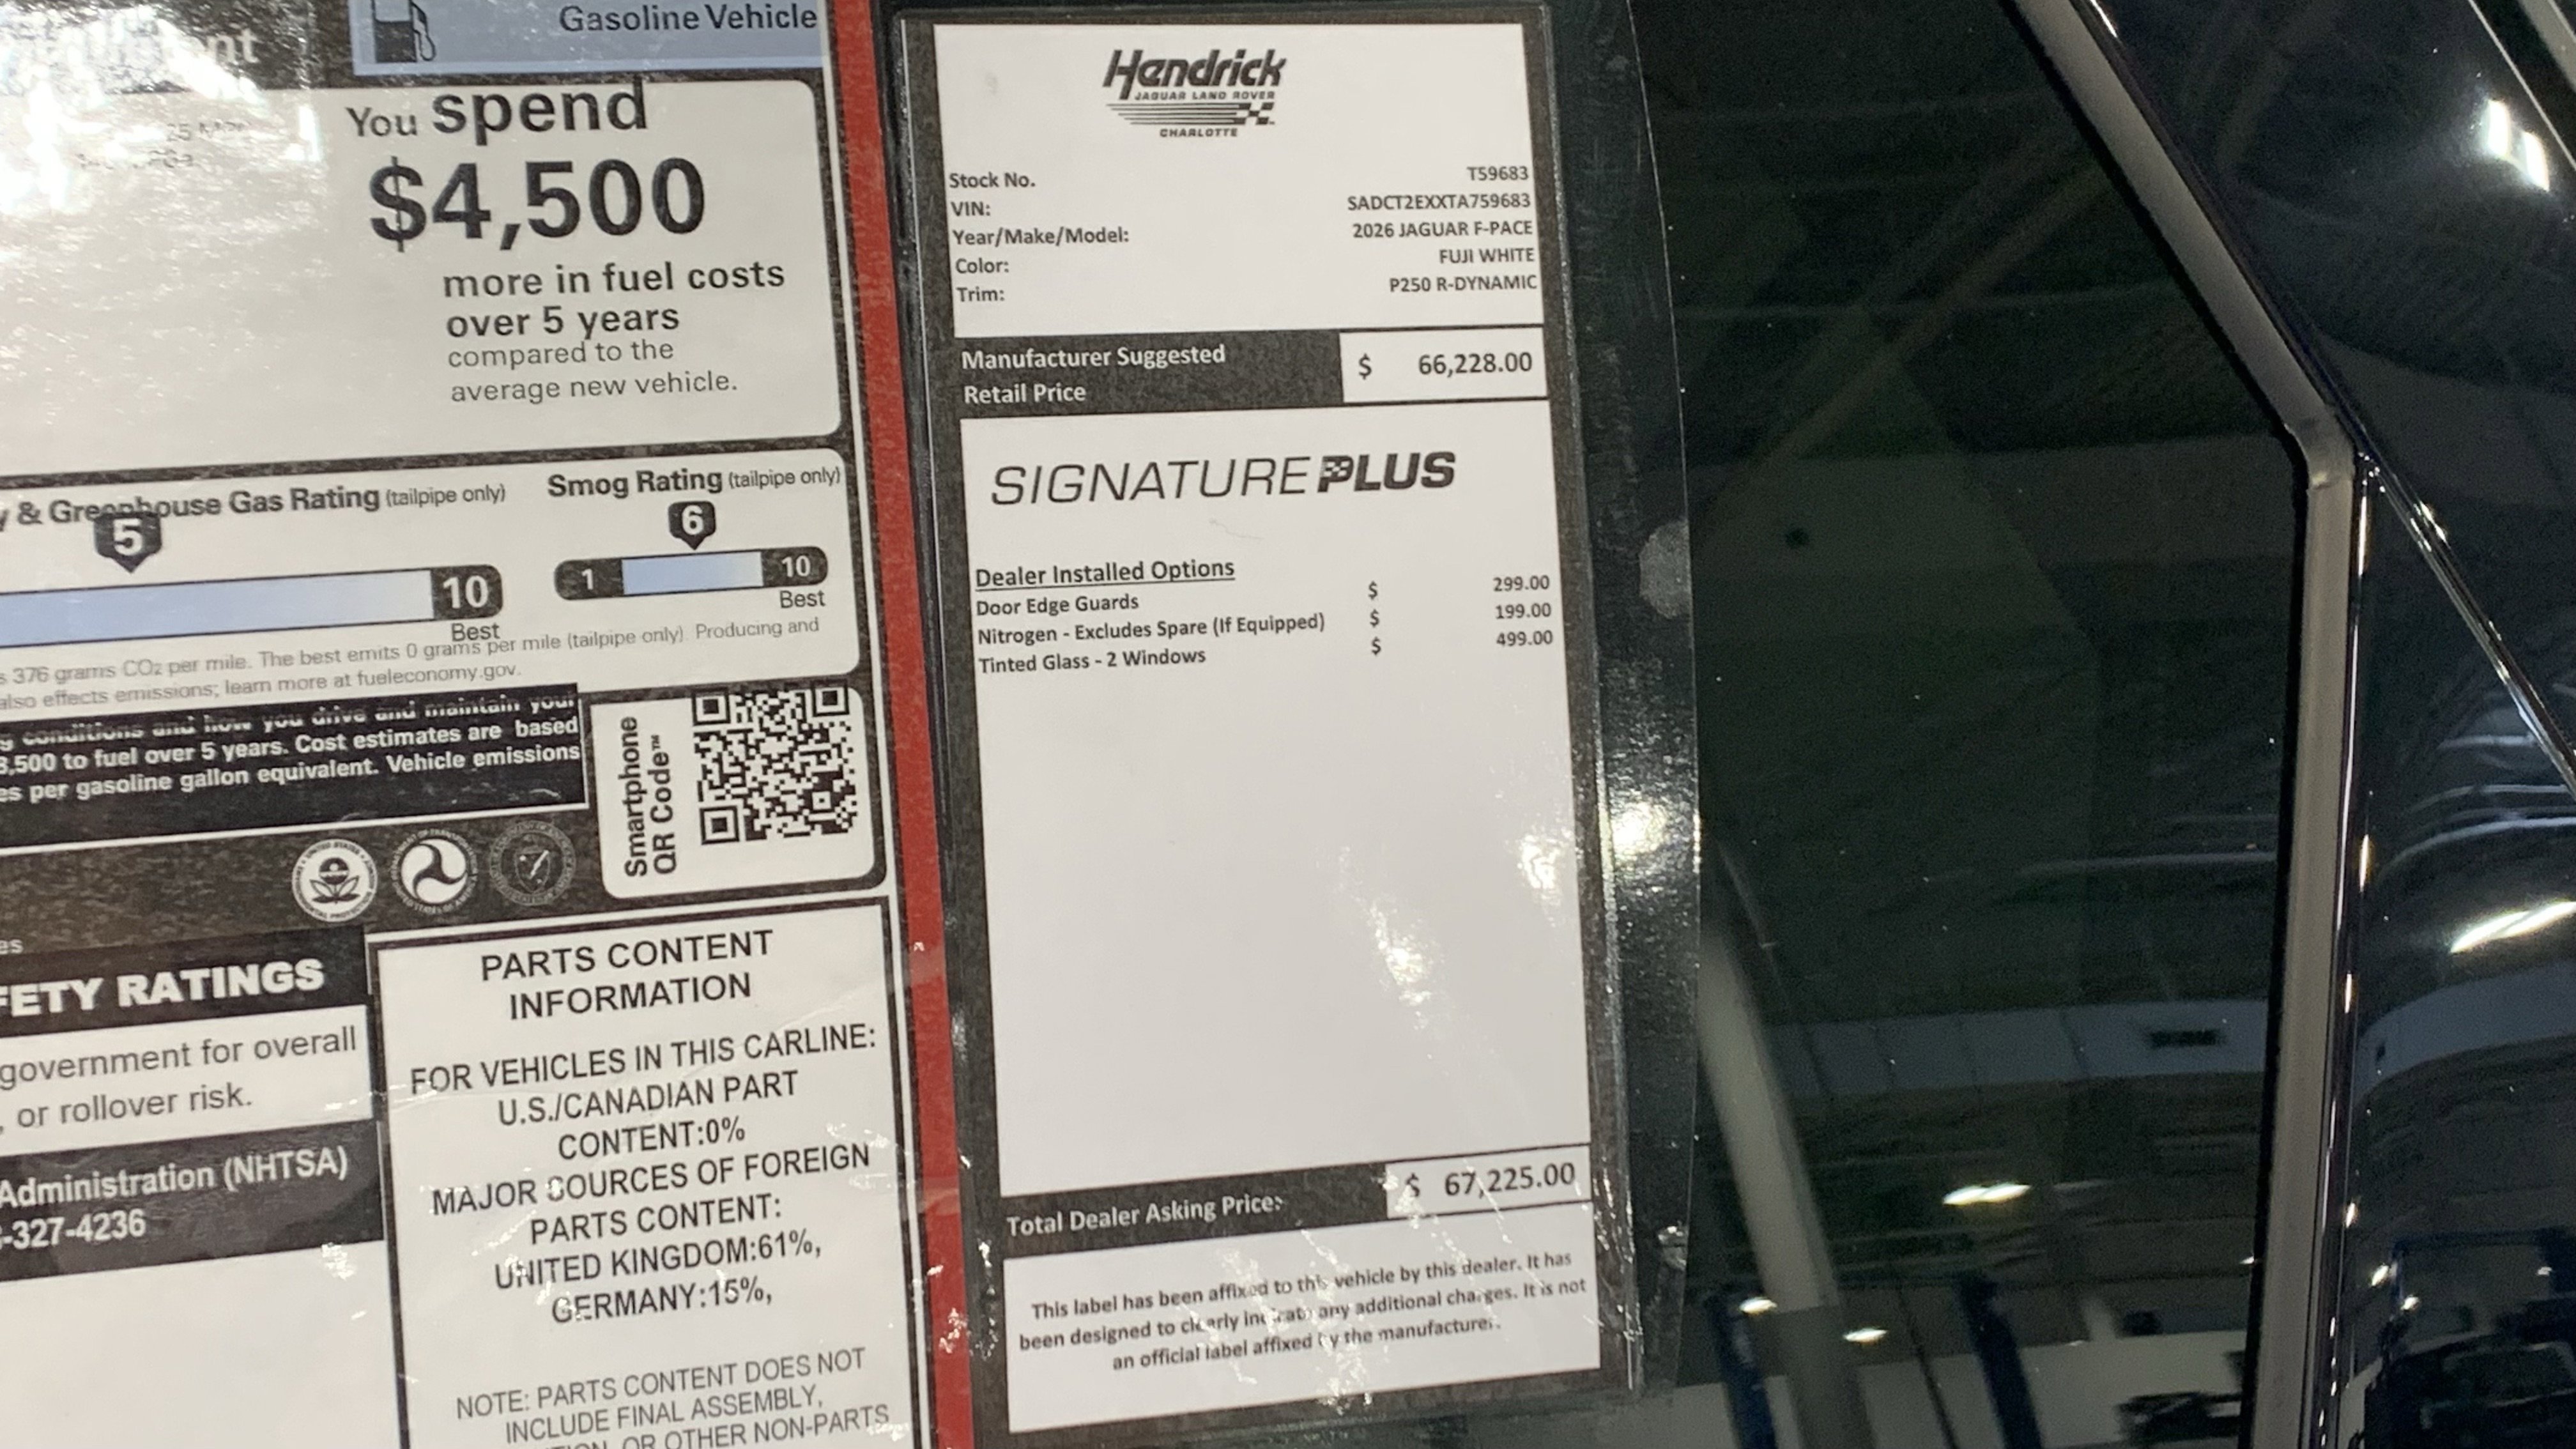 Gasoline Vehicle
You spend
$4,500
more in fuel costs
over 5 years
compared to the
average new vehicle.
& Greenhouse Gas Rating (tailpipe only)
5
10
Best
Smog Rating (tailpipe only)
6
1
10
Best
376 grams CO₂ per mile. The best emits 0 grams per mile (tailpipe only). Producing and
also effects emissions; learn more at fueleconomy.gov.
conditions and how you drive and maintain your
,500 to fuel over 5 years. Cost estimates are based
es per gasoline gallon equivalent. Vehicle emissions
Smartphone
QR Code™
es
FETY RATINGS
government for overall
or rollover risk.
Administration (NHTSA)
-327-4236
PARTS CONTENT
INFORMATION
FOR VEHICLES IN THIS CARLINE:
U.S./CANADIAN PART
CONTENT:0%
MAJOR SOURCES OF FOREIGN
PARTS CONTENT:
UNITED KINGDOM:61%,
GERMANY:15%,
NOTE: PARTS CONTENT DOES NOT
INCLUDE FINAL ASSEMBLY,
OR OTHER NON-PARTS
Hendrick
JAGUAR LAND ROVER
CHARLOTTE
Stock No. T59683
VIN: SADCT2EXXTA759683
Year/Make/Model: 2026 JAGUAR F-PACE
Color: FUJI WHITE
Trim: P250 R-DYNAMIC
Manufacturer Suggested
Retail Price $ 66,228.00
SIGNATURE PLUS
Dealer Installed Options
Door Edge Guards $ 299.00
Nitrogen - Excludes Spare (If Equipped) $ 199.00
Tinted Glass - 2 Windows $ 499.00
Total Dealer Asking Price: $ 67,225.00
This label has been affixed to this vehicle by this dealer. It has
been designed to clearly indicate any additional charges. It is not
an official label affixed by the manufacturer.